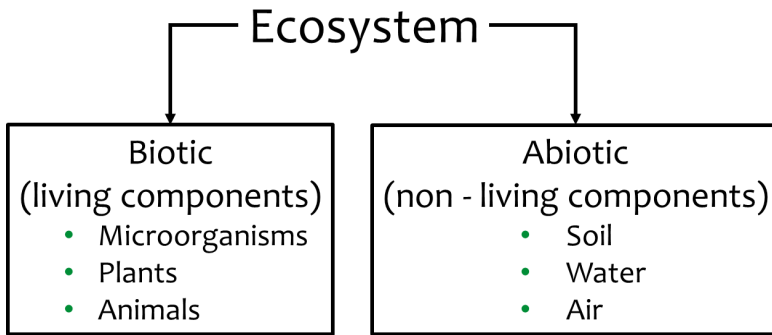 Ecosystem
Biotic
(living components)
• Microorganisms
• Plants
• Animals
Abiotic
(non - living components)
• Soil
• Water
• Air